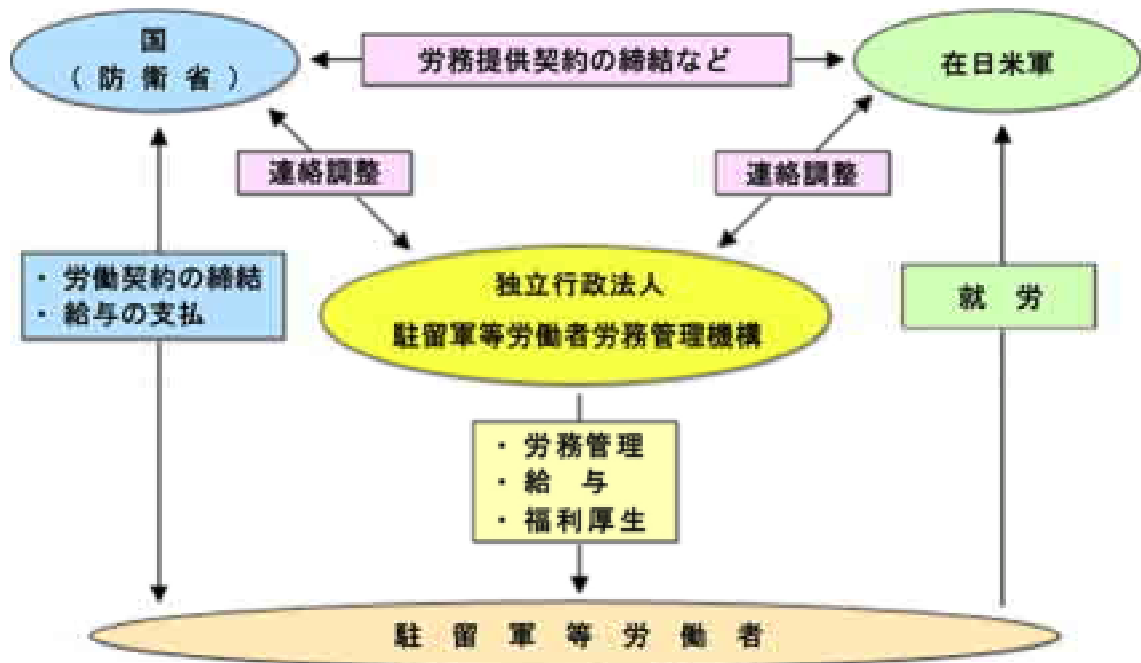 国
(防衛省)
労務提供契約の締結など
在日米軍
連絡調整
連絡調整
・労働契約の締結
・給与の支払
独立行政法人
駐留軍等労働者労務管理機構
就 労
・労務管理
・給 与
・福利厚生
駐 留 軍 等 労 働 者